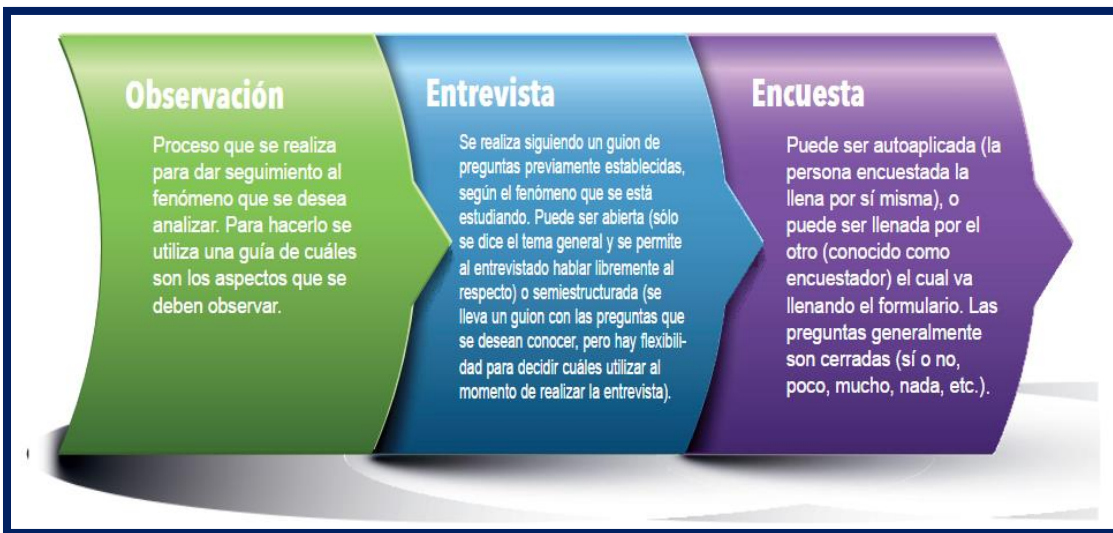 Observación
Proceso que se realiza
para dar seguimiento al
fenómeno que se desea
analizar. Para hacerlo se
utiliza una guía de cuáles
son los aspectos que se
deben observar.
Entrevista
Se realiza siguiendo un guion de
preguntas previamente establecidas,
según el fenómeno que se está
estudiando. Puede ser abierta (sólo
se dice el tema general y se permite
al entrevistado hablar libremente al
respecto) o semiestructurada (se
lleva un guion con las preguntas que
se desean conocer, pero hay flexibili-
dad para decidir cuáles utilizar al
momento de realizar la entrevista).
Encuesta
Puede ser autoaplicada (la
persona encuestada la
llena por sí misma), o
puede ser llenada por el
otro (conocido como
encuestador) el cual va
llenando el formulario. Las
preguntas generalmente
son cerradas (sí o no,
poco, mucho, nada, etc.).